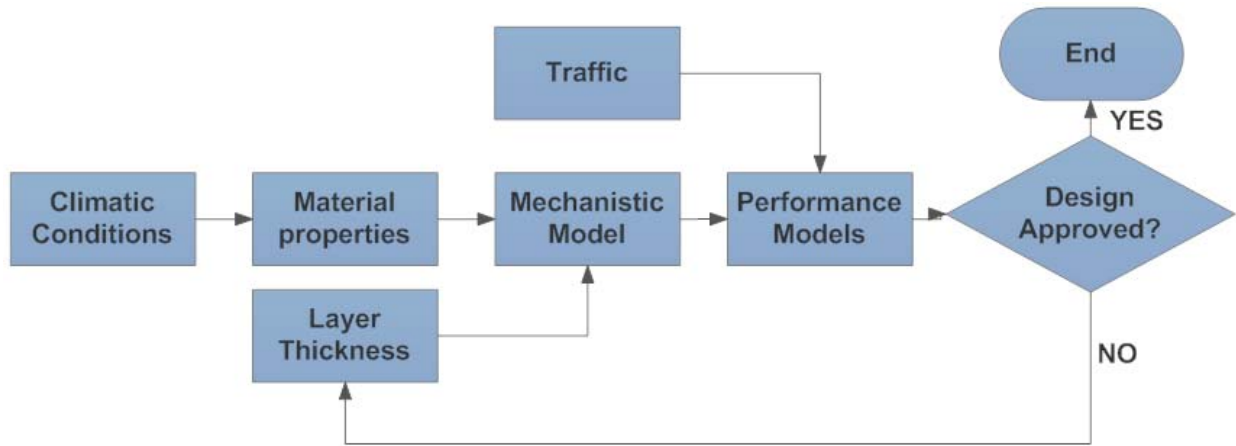 Traffic
End
YES
Climatic
Conditions
Material
properties
Mechanistic
Model
Performance
Models
Design
Approved?
Layer
Thickness
NO